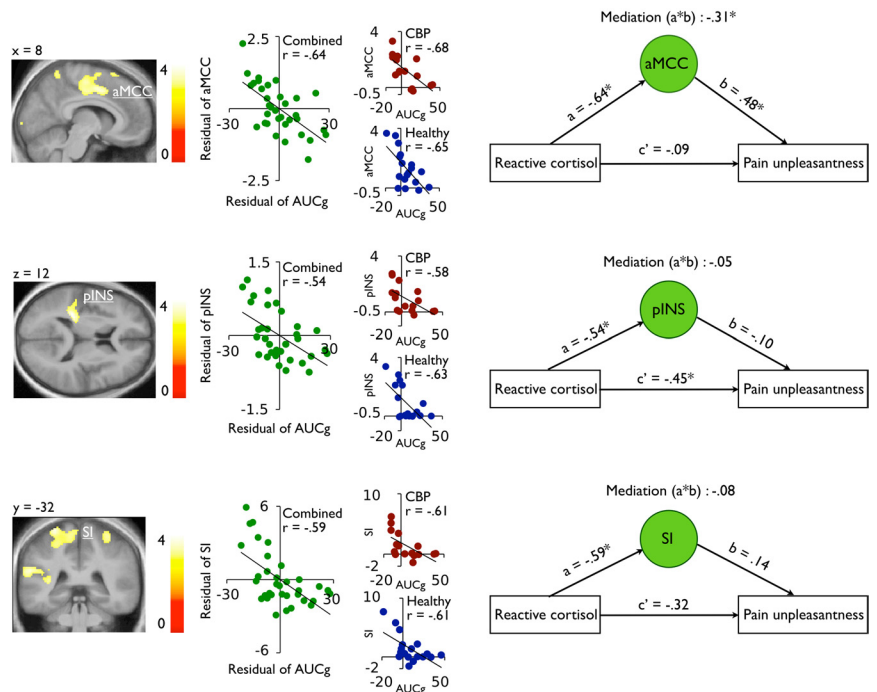 x = 8
4
aMCC
0
2.5
Combined
r = -.64
Residual of aMCC
-30
30
-2.5
Residual of AUCg
4
CBP
r = -.68
aMCC
-0.5
-20
50
AUCg
4
Healthy
r = -.65
aMCC
-0.5
-20
50
AUCg
Mediation (a*b) : -.31*
aMCC
a = -.64*
b = .48*
Reactive cortisol
c' = -.09
Pain unpleasantness
z = 12
4
pINS
0
1.5
Combined
r = -.54
Residual of pINS
-30
30
-1.5
Residual of AUCg
4
CBP
r = -.58
pINS
-0.5
-20
50
AUCg
4
Healthy
r = -.63
pINS
-0.5
-20
50
AUCg
Mediation (a*b) : -.05
pINS
a = -.54*
b = -.10
Reactive cortisol
c' = -.45*
Pain unpleasantness
y = -32
4
SI
0
6
Combined
r = -.59
Residual of SI
-30
30
-6
Residual of AUCg
10
CBP
r = -.61
SI
-2
-20
50
AUCg
10
Healthy
r = -.61
SI
-2
-20
50
AUCg
Mediation (a*b) : -.08
SI
a = -.59*
b = .14
Reactive cortisol
c' = -.32
Pain unpleasantness